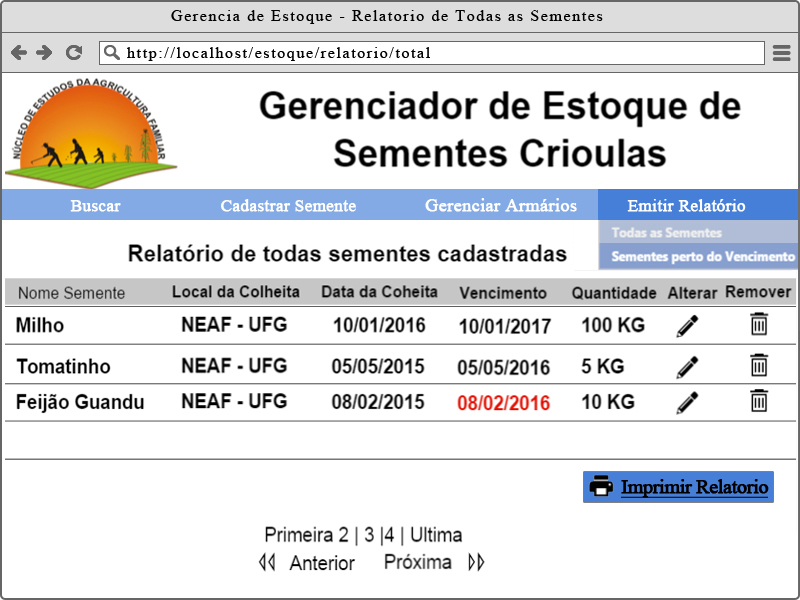 Gerencia de Estoque - Relatorio de Todas as Sementes
http://localhost/estoque/relatorio/total
NÚCLEO DE ESTUDOS DA AGRICULTURA FAMILIAR
Gerenciador de Estoque de
Sementes Crioulas
Buscar Cadastrar Semente Gerenciar Armários Emitir Relatório
Todas as Sementes
Sementes perto do Vencimento
Relatório de todas sementes cadastradas
Nome Semente Local da Colheita Data da Coheita Vencimento Quantidade Alterar Remover
Milho NEAF - UFG 10/01/2016 10/01/2017 100 KG
Tomatinho NEAF - UFG 05/05/2015 05/05/2016 5 KG
Feijão Guandu NEAF - UFG 08/02/2015 08/02/2016 10 KG
Imprimir Relatorio
Primeira 2 | 3 |4 | Ultima
Anterior Próxima